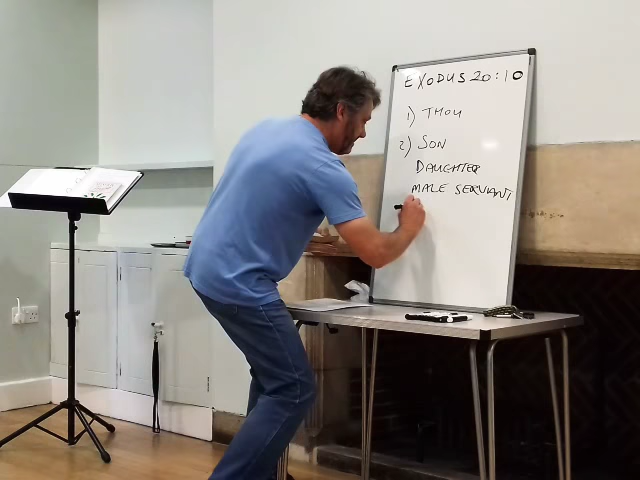 EXODUS 20:10
1) THOU
2) SON
DAUGHTER
MALE SERVANT